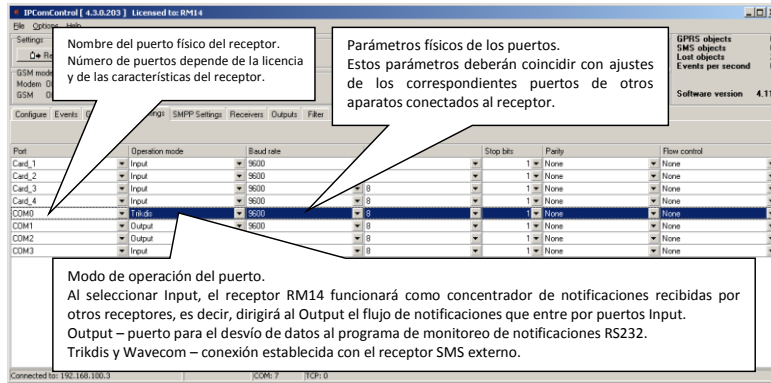 IPComControl [ 4.3.0.203 ] Licensed to: RM14
File Options Help
Settings
GSM mode
Modem
GSM
GPRS objects
SMS objects
Lost objects
Events per second
Software version 4.11
Nombre del puerto físico del receptor.
Número de puertos depende de la licencia
y de las características del receptor.
Parámetros físicos de los puertos.
Estos parámetros deberán coincidir con ajustes
de los correspondientes puertos de otros
aparatos conectados al receptor.
Configure Events SMPP Settings Receivers Outputs Filter
Port Operation mode Baud rate Stop bits Parity Flow control
Card_1 Input 9600 1 None None
Card_2 Input 9600 1 None None
Card_3 Input 9600 8 1 None None
Card_4 Input 9600 8 1 None None
COM0 Trikdis 9600 8 1 None None
COM1 Output 9600 8 1 None None
COM2 Output 8 1 None None
COM3 Input 8 1 None None
Modo de operación del puerto.
Al seleccionar Input, el receptor RM14 funcionará como concentrador de notificaciones recibidas por
otros receptores, es decir, dirigirá al Output el flujo de notificaciones que entre por puertos Input.
Output – puerto para el desvío de datos al programa de monitoreo de notificaciones RS232.
Trikdis y Wavecom – conexión establecida con el receptor SMS externo.
Connected to: 192.168.100.3 COM: 7 TCP: 0